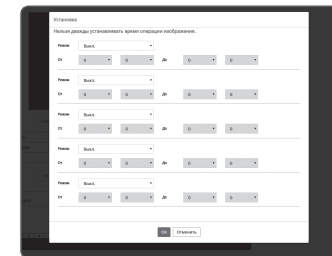 Установка
Нельзя дважды устанавливать время операции изображения.
Режим Выкл.
От 0 0 До 0 0
Режим Выкл.
От 0 0 До 0 0
Режим Выкл.
От 0 0 До 0 0
Режим Выкл.
От 0 0 До 0 0
Режим Выкл.
От 0 0 До 0 0
OK Отменить